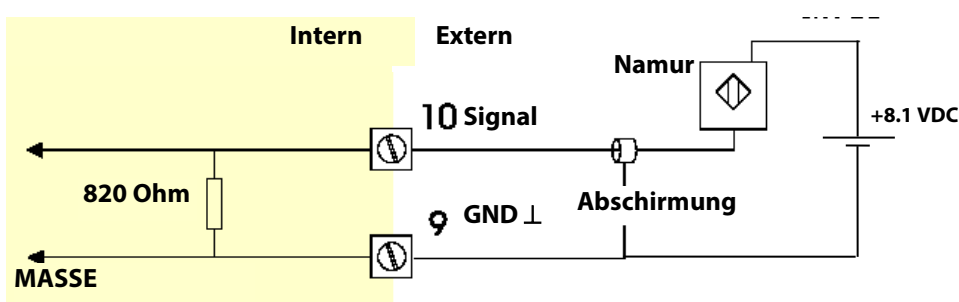 Intern Extern
Namur
+8.1 VDC
10 Signal
820 Ohm
Abschirmung
9 GND ⊥
MASSE